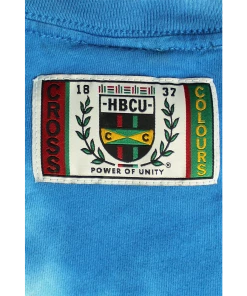 CROSS
18 37
HBCU
C C
POWER OF UNITY ®
COLOURS